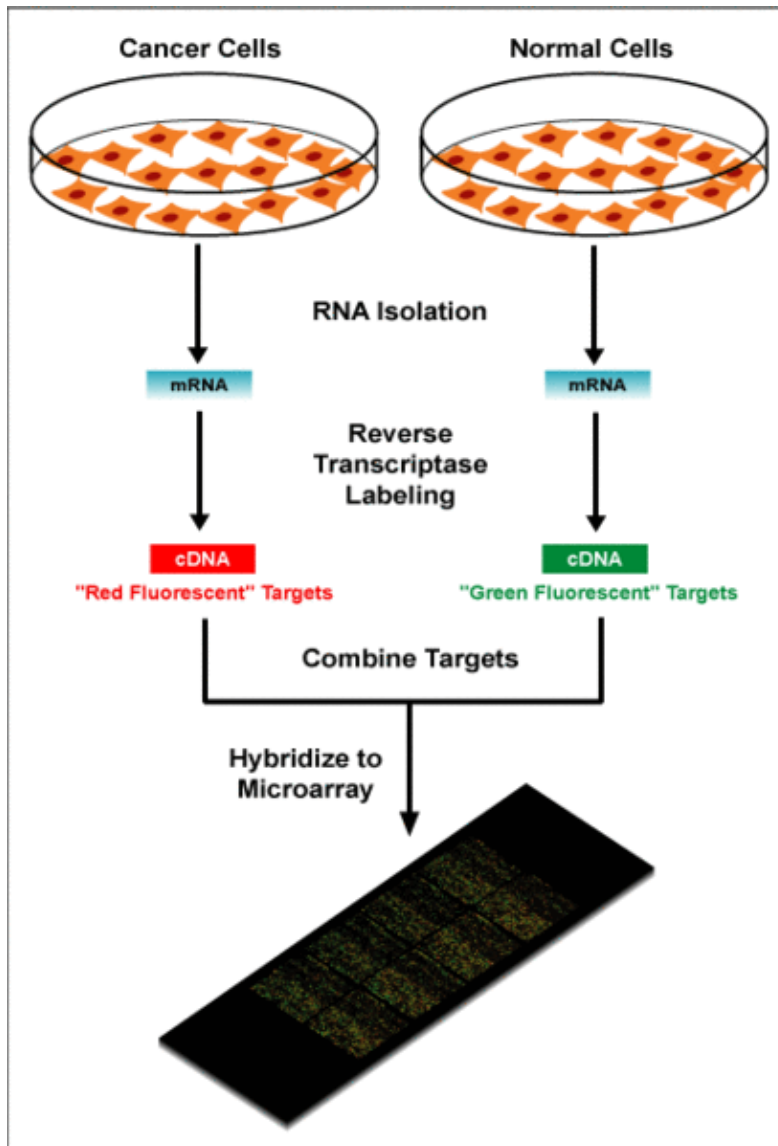 Cancer Cells
Normal Cells
RNA Isolation
mRNA
mRNA
Reverse
Transcriptase
Labeling
cDNA
cDNA
"Red Fluorescent" Targets
"Green Fluorescent" Targets
Combine Targets
Hybridize to
Microarray